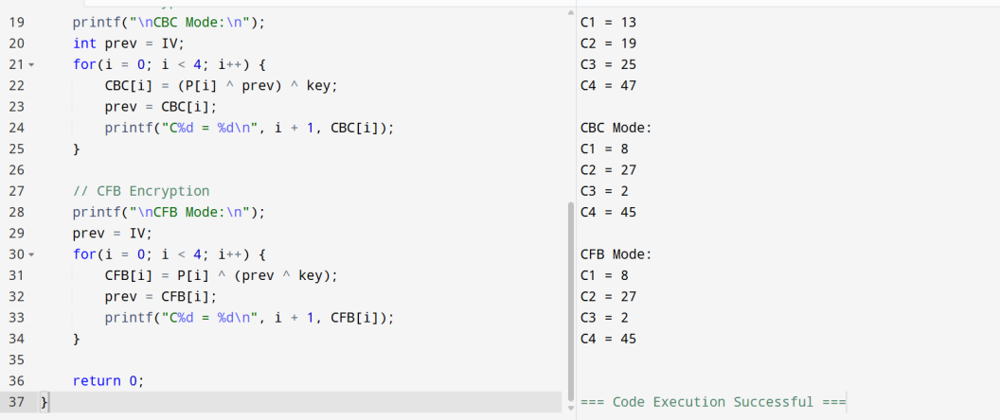 19 printf("\nCBC Mode:\n");
20 int prev = IV;
21 for(i = 0; i < 4; i++) {
22 CBC[i] = (P[i] ^ prev) ^ key;
23 prev = CBC[i];
24 printf("C%d = %d\n", i + 1, CBC[i]);
25 }
26
27 // CFB Encryption
28 printf("\nCFB Mode:\n");
29 prev = IV;
30 for(i = 0; i < 4; i++) {
31 CFB[i] = P[i] ^ (prev ^ key);
32 prev = CFB[i];
33 printf("C%d = %d\n", i + 1, CFB[i]);
34 }
35
36 return 0;
37 }
C1 = 13
C2 = 19
C3 = 25
C4 = 47
CBC Mode:
C1 = 8
C2 = 27
C3 = 2
C4 = 45
CFB Mode:
C1 = 8
C2 = 27
C3 = 2
C4 = 45
=== Code Execution Successful ===